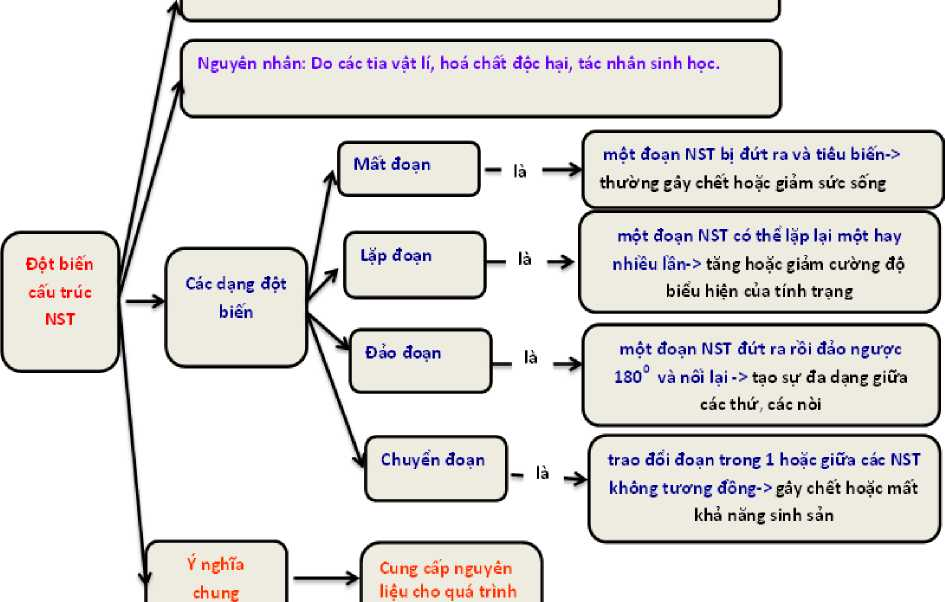 Nguyên nhân: Do các tia vật lí, hoá chất độc hại, tác nhân sinh học.
Mất đoạn
là
một đoạn NST bị đứt ra và tiêu biến->
thường gây chết hoặc giảm sức sống
Đột biến
cấu trúc
NST
Các dạng đột
biến
Lặp đoạn
là
một đoạn NST có thể lặp lại một hay
nhiều lần-> tăng hoặc giảm cường độ
biểu hiện của tính trạng
Đảo đoạn
là
một đoạn NST đứt ra rồi đảo ngược
180⁰ và nối lại -> tạo sự đa dạng giữa
các thứ, các nòi
Chuyển đoạn
là
trao đổi đoạn trong 1 hoặc giữa các NST
không tương đồng-> gây chết hoặc mất
khả năng sinh sản
Ý nghĩa
chung
Cung cấp nguyên
liệu cho quá trình